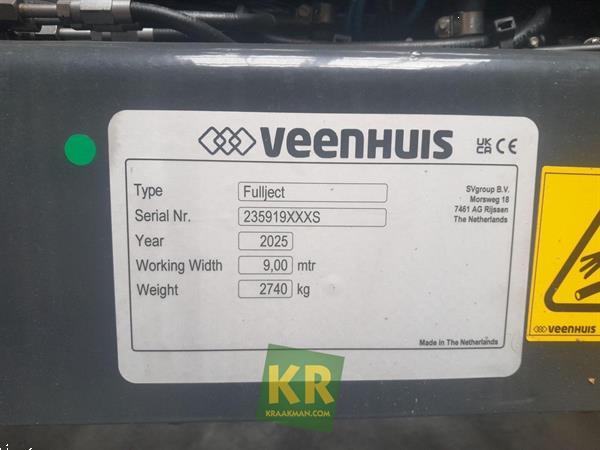 VEENHUIS
UK CA CE
Type Fullject
Serial Nr. 235919XXXS
Year 2025
Working Width 9,00 mtr
Weight 2740 kg
SVgroup B.V.
Morsweg 18
7461 AG Rijssen
The Netherlands
Made in The Netherlands
VEENHUIS
KR
KRAAKMAN.COM